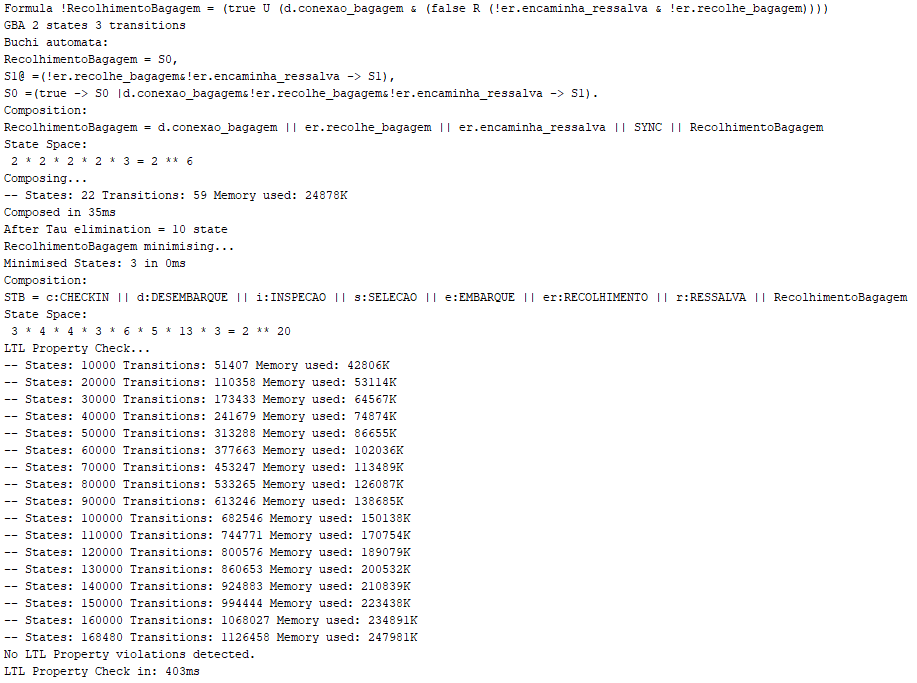 Formula !RecolhimentoBagagem = (true U (d.conexao_bagagem & (false R (!er.encaminha_ressalva & !er.recolhe_bagagem))))
GBA 2 states 3 transitions
Buchi automata:
RecolhimentoBagagem = S0,
S1@ =(!er.recolhe_bagagem&!er.encaminha_ressalva -> S1),
S0 =(true -> S0 |d.conexao_bagagem&!er.recolhe_bagagem&!er.encaminha_ressalva -> S1).
Composition:
RecolhimentoBagagem = d.conexao_bagagem || er.recolhe_bagagem || er.encaminha_ressalva || SYNC || RecolhimentoBagagem
State Space:
 2 * 2 * 2 * 2 * 3 = 2 ** 6
Composing...
-- States: 22 Transitions: 59 Memory used: 24878K
Composed in 35ms
After Tau elimination = 10 state
RecolhimentoBagagem minimising...
Minimised States: 3 in 0ms
Composition:
STB = c:CHECKIN || d:DESEMBARQUE || i:INSPECAO || s:SELECAO || e:EMBARQUE || er:RECOLHIMENTO || r:RESSALVA || RecolhimentoBagagem
State Space:
 3 * 4 * 4 * 3 * 6 * 5 * 13 * 3 = 2 ** 20
LTL Property Check...
-- States: 10000 Transitions: 51407 Memory used: 42806K
-- States: 20000 Transitions: 110358 Memory used: 53114K
-- States: 30000 Transitions: 173433 Memory used: 64567K
-- States: 40000 Transitions: 241679 Memory used: 74874K
-- States: 50000 Transitions: 313288 Memory used: 86655K
-- States: 60000 Transitions: 377663 Memory used: 102036K
-- States: 70000 Transitions: 453247 Memory used: 113489K
-- States: 80000 Transitions: 533265 Memory used: 126087K
-- States: 90000 Transitions: 613246 Memory used: 138685K
-- States: 100000 Transitions: 682546 Memory used: 150138K
-- States: 110000 Transitions: 744771 Memory used: 170754K
-- States: 120000 Transitions: 800576 Memory used: 189079K
-- States: 130000 Transitions: 860653 Memory used: 200532K
-- States: 140000 Transitions: 924883 Memory used: 210839K
-- States: 150000 Transitions: 994444 Memory used: 223438K
-- States: 160000 Transitions: 1068027 Memory used: 234891K
-- States: 168480 Transitions: 1126458 Memory used: 247981K
No LTL Property violations detected.
LTL Property Check in: 403ms